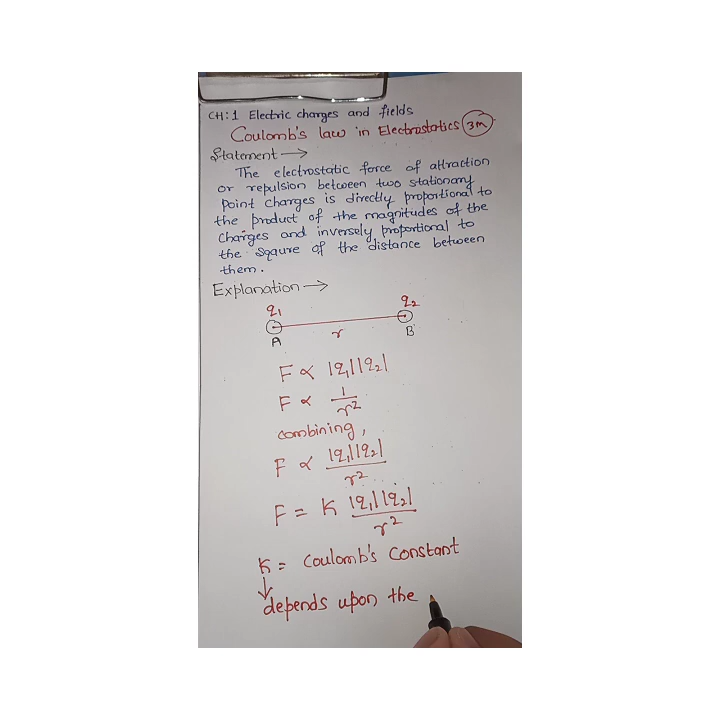 CH:1 Electric charges and fields
Coulomb's law in Electrostatics 3m
Statement →
The electrostatic force of attraction
or repulsion between two stationary
point charges is directly proportional to
the product of the magnitudes of the
charges and inversely proportional to
the sqaure of the distance between
them.
Explanation →
q₁ q₂
A r B
F ∝ |q₁||q₂|
F ∝ 1/r²
combining,
F ∝ |q₁||q₂|/r²
F = K |q₁||q₂|/r²
K = Coulomb's Constant
↓
depends upon the